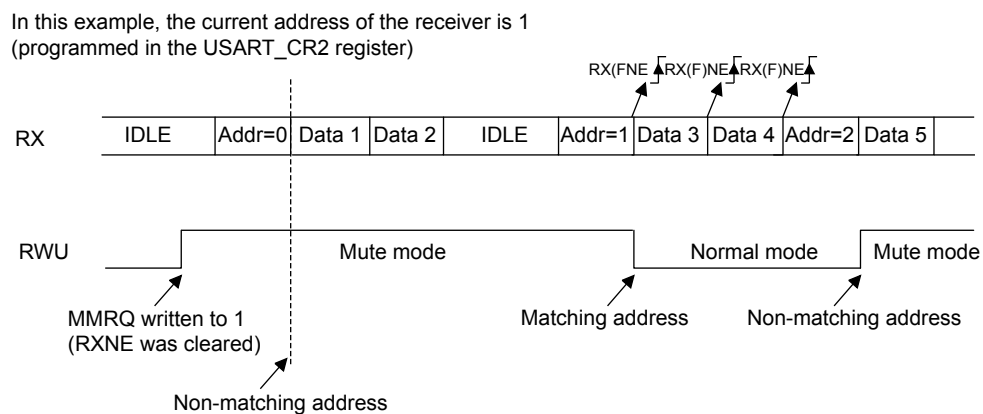 In this example, the current address of the receiver is 1
(programmed in the USART_CR2 register)
RX(FNE RX(F)NE RX(F)NE
RX IDLE Addr=0 Data 1 Data 2 IDLE Addr=1 Data 3 Data 4 Addr=2 Data 5
RWU Mute mode Normal mode Mute mode
MMRQ written to 1 Matching address Non-matching address
(RXNE was cleared)
Non-matching address